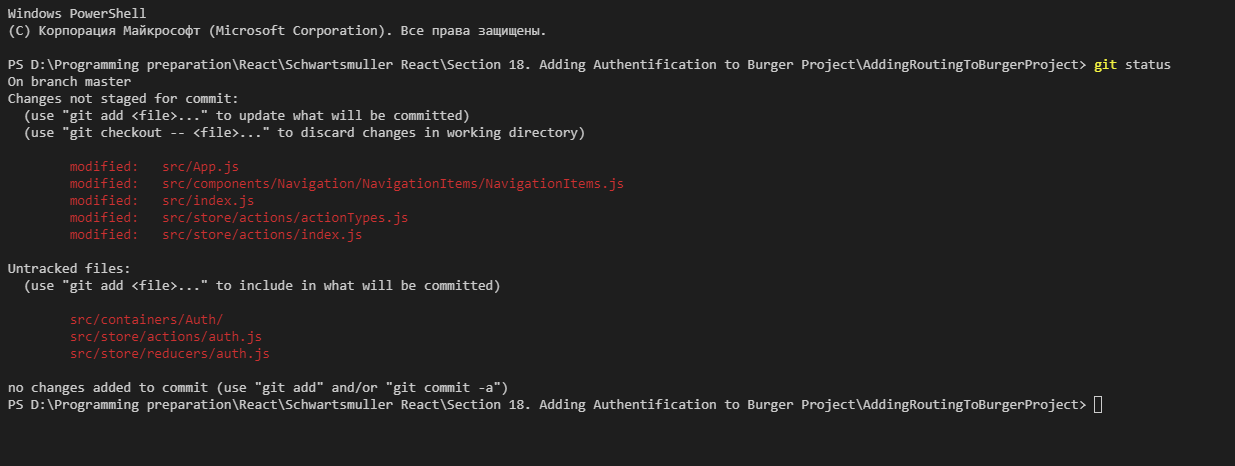 Windows PowerShell
(C) Корпорация Майкрософт (Microsoft Corporation). Все права защищены.
PS D:\Programming preparation\React\Schwartsmuller React\Section 18. Adding Authentification to Burger Project\AddingRoutingToBurgerProject> git status
On branch master
Changes not staged for commit:
  (use "git add <file>..." to update what will be committed)
  (use "git checkout -- <file>..." to discard changes in working directory)
        modified:   src/App.js
        modified:   src/components/Navigation/NavigationItems/NavigationItems.js
        modified:   src/index.js
        modified:   src/store/actions/actionTypes.js
        modified:   src/store/actions/index.js
Untracked files:
  (use "git add <file>..." to include in what will be committed)
        src/containers/Auth/
        src/store/actions/auth.js
        src/store/reducers/auth.js
no changes added to commit (use "git add" and/or "git commit -a")
PS D:\Programming preparation\React\Schwartsmuller React\Section 18. Adding Authentification to Burger Project\AddingRoutingToBurgerProject>